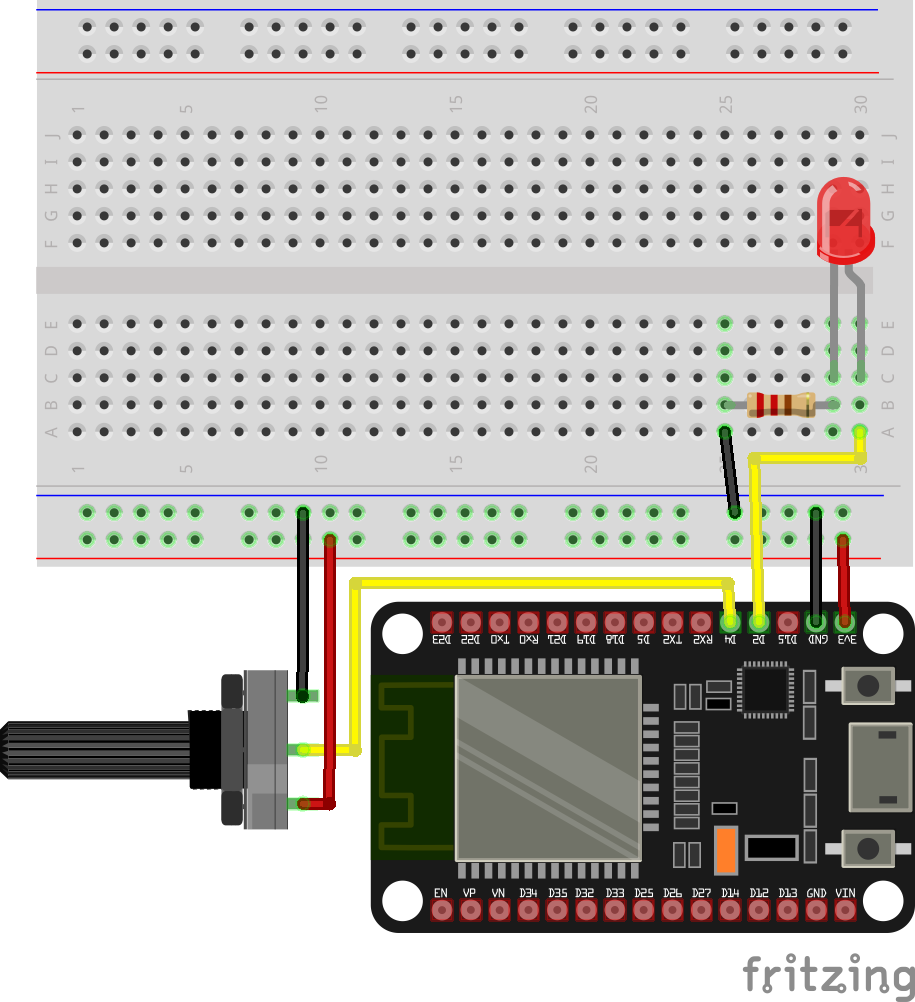 1 5 10 15 20 25 30
J J
I I
H H
G G
F F
E E
D D
C C
B B
A A
1 5 10 15 20 30
D23 D22 TX0 RX0 D21 D19 D18 D5 TX2 RX2 D4 D2 D15 GND 3V3
EN VP VN D34 D35 D32 D33 D25 D26 D27 D14 D12 D13 GND VIN
fritzing